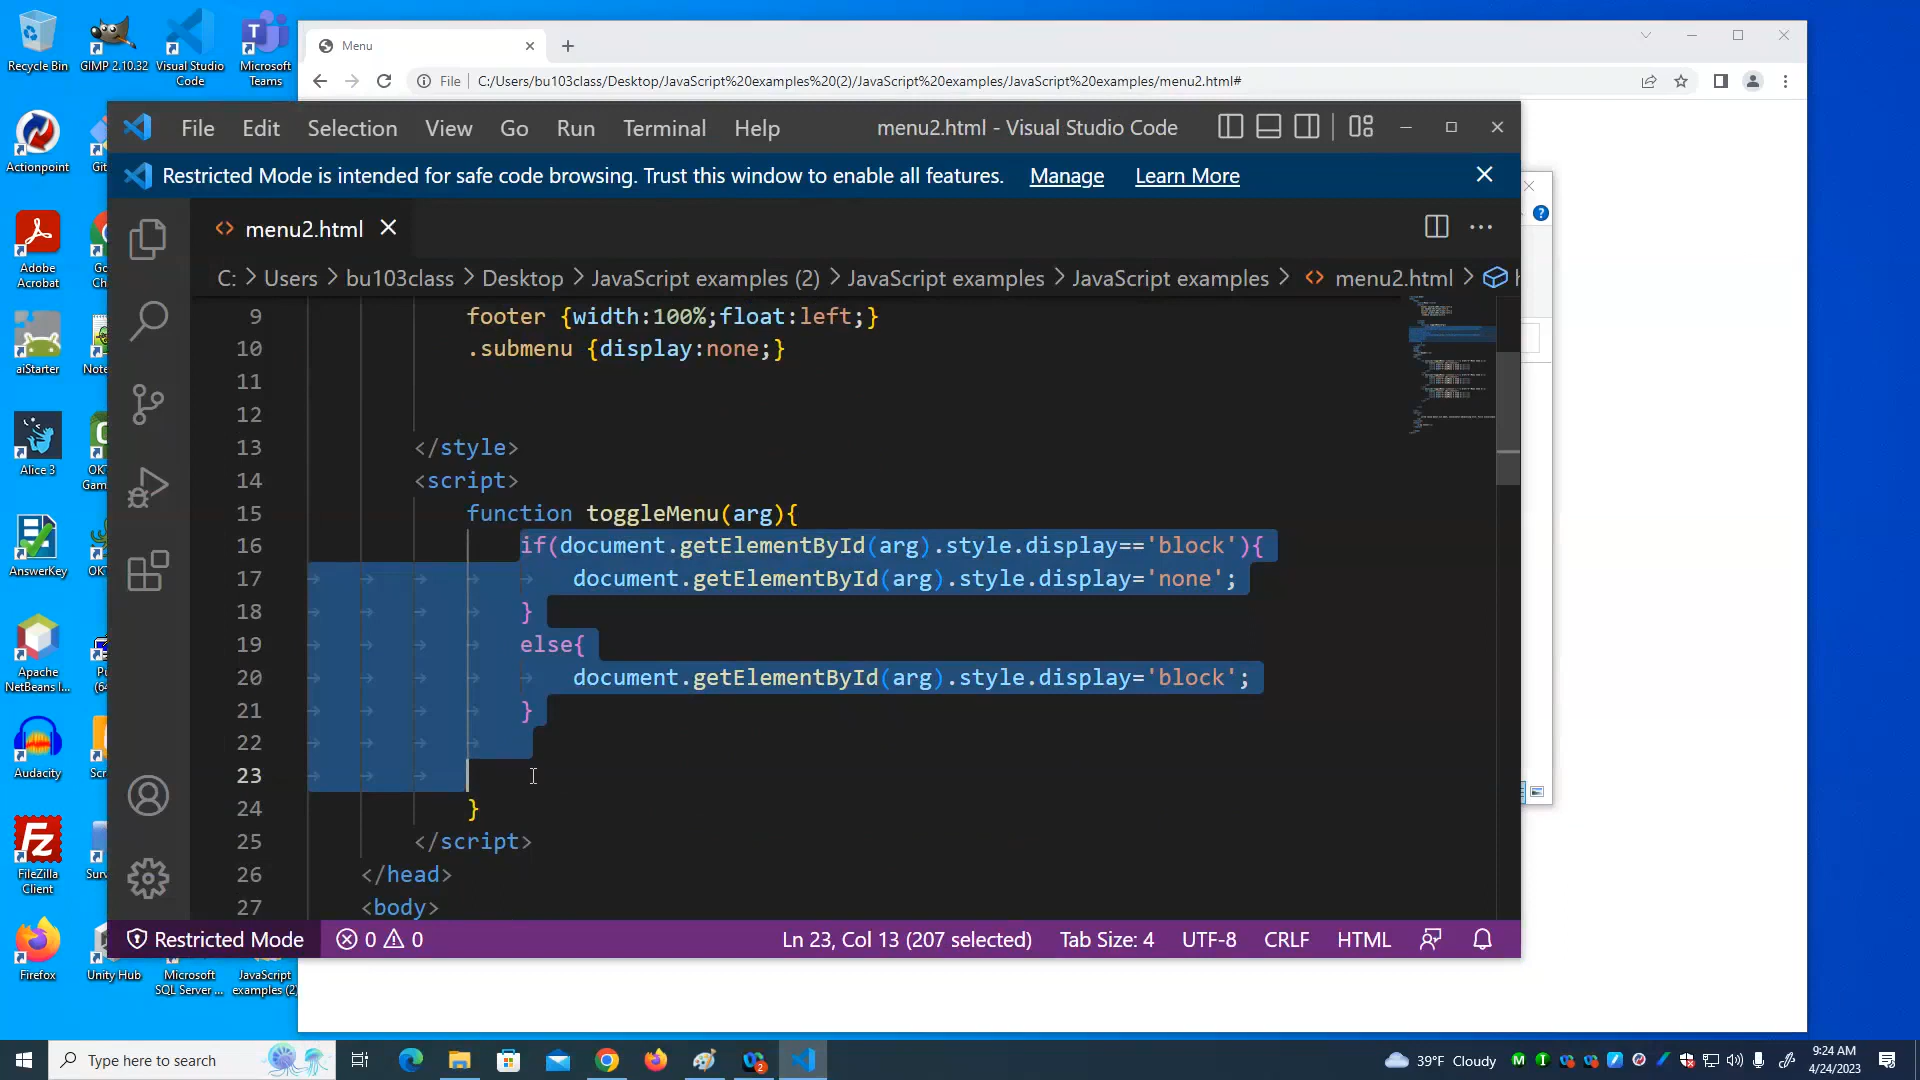 Recycle Bin
GIMP 2.10.32
Visual Studio
Code
Microsoft
Teams
Menu
File
C:/Users/bu103class/Desktop/JavaScript%20examples%20(2)/JavaScript%20examples/JavaScript%20examples/menu2.html#
File Edit Selection View Go Run Terminal Help
menu2.html - Visual Studio Code
Restricted Mode is intended for safe code browsing. Trust this window to enable all features. Manage Learn More
menu2.html
C: > Users > bu103class > Desktop > JavaScript examples (2) > JavaScript examples > JavaScript examples > menu2.html >
9 footer {width:100%;float:left;}
10 .submenu {display:none;}
11
12
13 </style>
14 <script>
15 function toggleMenu(arg){
16 if(document.getElementById(arg).style.display=='block'){
17 document.getElementById(arg).style.display='none';
18 }
19 else{
20 document.getElementById(arg).style.display='block';
21 }
22
23
24 }
25 </script>
26 </head>
27 <body>
Restricted Mode 0 0 Ln 23, Col 13 (207 selected) Tab Size: 4 UTF-8 CRLF HTML
Actionpoint
Git
Adobe
Acrobat
aiStarter
Alice 3
AnswerKey
Apache
NetBeans I...
Audacity
FileZilla
Client
Firefox
Unity Hub
Microsoft
SQL Server ...
JavaScript
examples (2)
Type here to search
2
39°F Cloudy
9:24 AM
4/24/2023